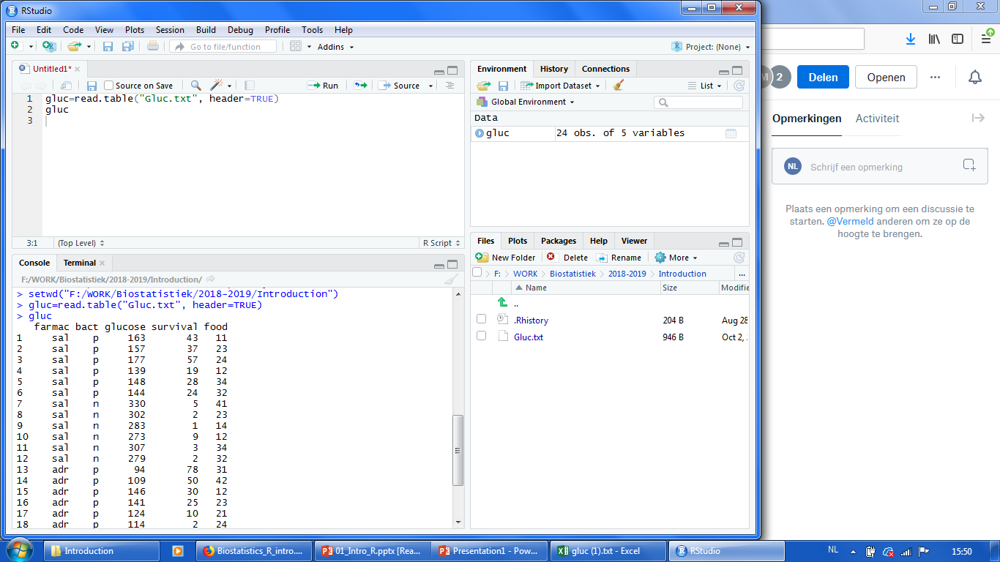 RStudio
File Edit Code View Plots Session Build Debug Profile Tools Help
Go to file/function Addins Project: (None)
Untitled1*
Source on Save Run Source
1 gluc=read.table("Gluc.txt", header=TRUE)
2 gluc
3
3:1 (Top Level) R Script
Console Terminal
F:/WORK/Biostatistiek/2018-2019/Introduction/
> setwd("F:/WORK/Biostatistiek/2018-2019/Introduction")
> gluc=read.table("Gluc.txt", header=TRUE)
> gluc
farmac bact glucose survival food
1 sal p 163 43 11
2 sal p 157 37 23
3 sal p 177 57 24
4 sal p 139 19 12
5 sal p 148 28 34
6 sal p 144 24 32
7 sal n 330 5 41
8 sal n 302 2 23
9 sal n 283 1 14
10 sal n 273 9 12
11 sal n 307 3 34
12 sal n 279 2 32
13 adr p 94 78 31
14 adr p 109 50 42
15 adr p 146 30 12
16 adr p 141 25 23
17 adr p 124 10 21
18 adr p 114 2 24
Environment History Connections
Import Dataset List
Global Environment
Data
gluc 24 obs. of 5 variables
Files Plots Packages Help Viewer
New Folder Delete Rename More
F: WORK Biostatistiek 2018-2019 Introduction ...
Name Size Modifie
..
.Rhistory 204 B Aug 28
Gluc.txt 946 B Oct 2, 
M 2 Delen Openen ...
Opmerkingen Activiteit
NL Schrijf een opmerking
Plaats een opmerking om een discussie te
starten. @Vermeld anderen om ze op de
hoogte te brengen.
Introduction Biostatistics_R_intro.... 01_Intro_R.pptx [Rea... Presentation1 - Pow... gluc (1).txt - Excel RStudio NL 15:50